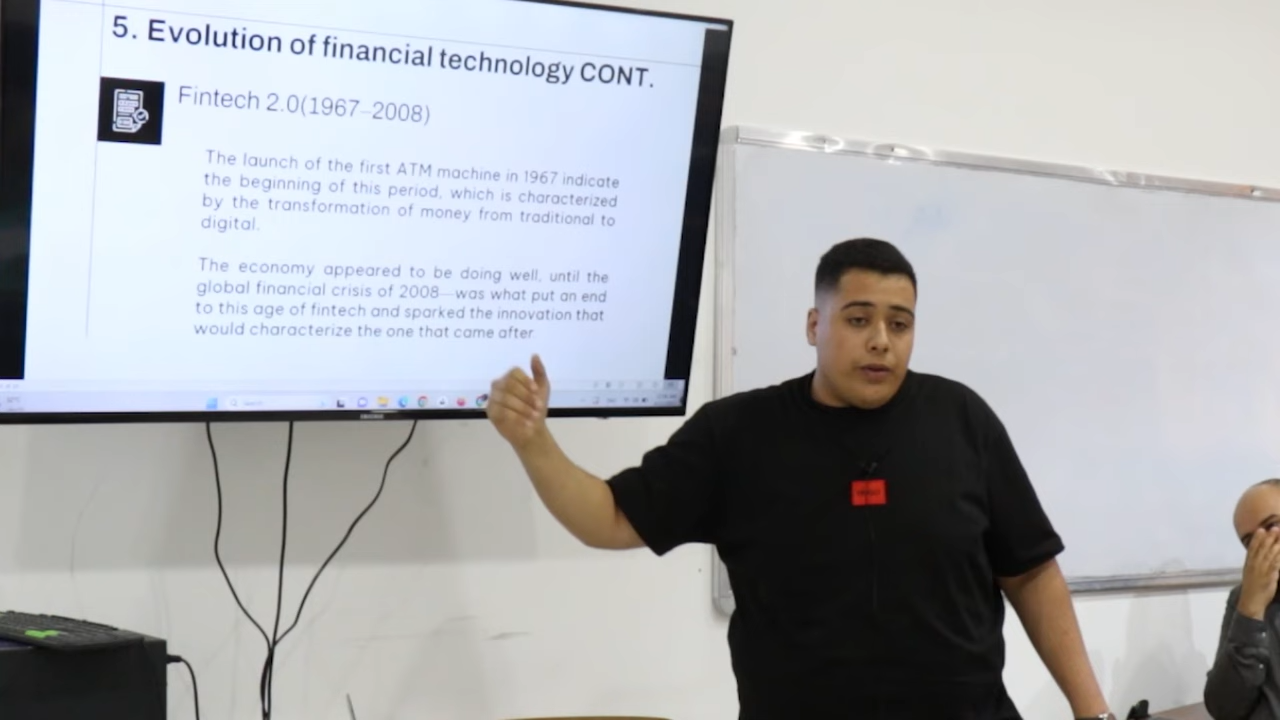 5. Evolution of financial technology CONT.
Fintech 2.0(1967–2008)
The launch of the first ATM machine in 1967 indicate
the beginning of this period, which is characterized
by the transformation of money from traditional to
digital.
The economy appeared to be doing well, until the
global financial crisis of 2008—was what put an end
to this age of fintech and sparked the innovation that
would characterize the one that came after